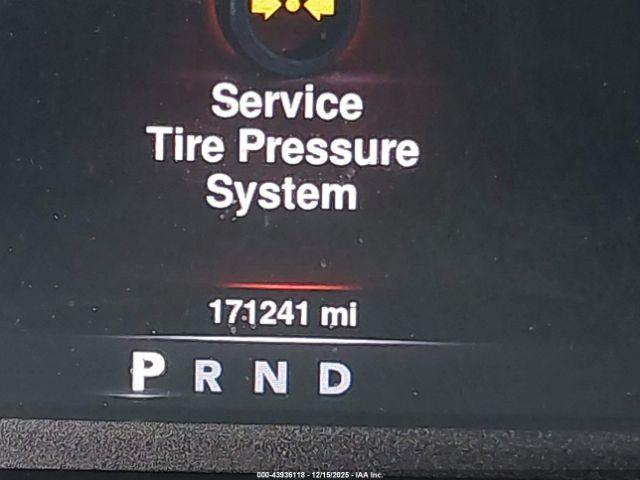 Service
Tire Pressure
System
171241 mi
P R N D
000-43936118 - 12/15/2025 - IAA Inc.